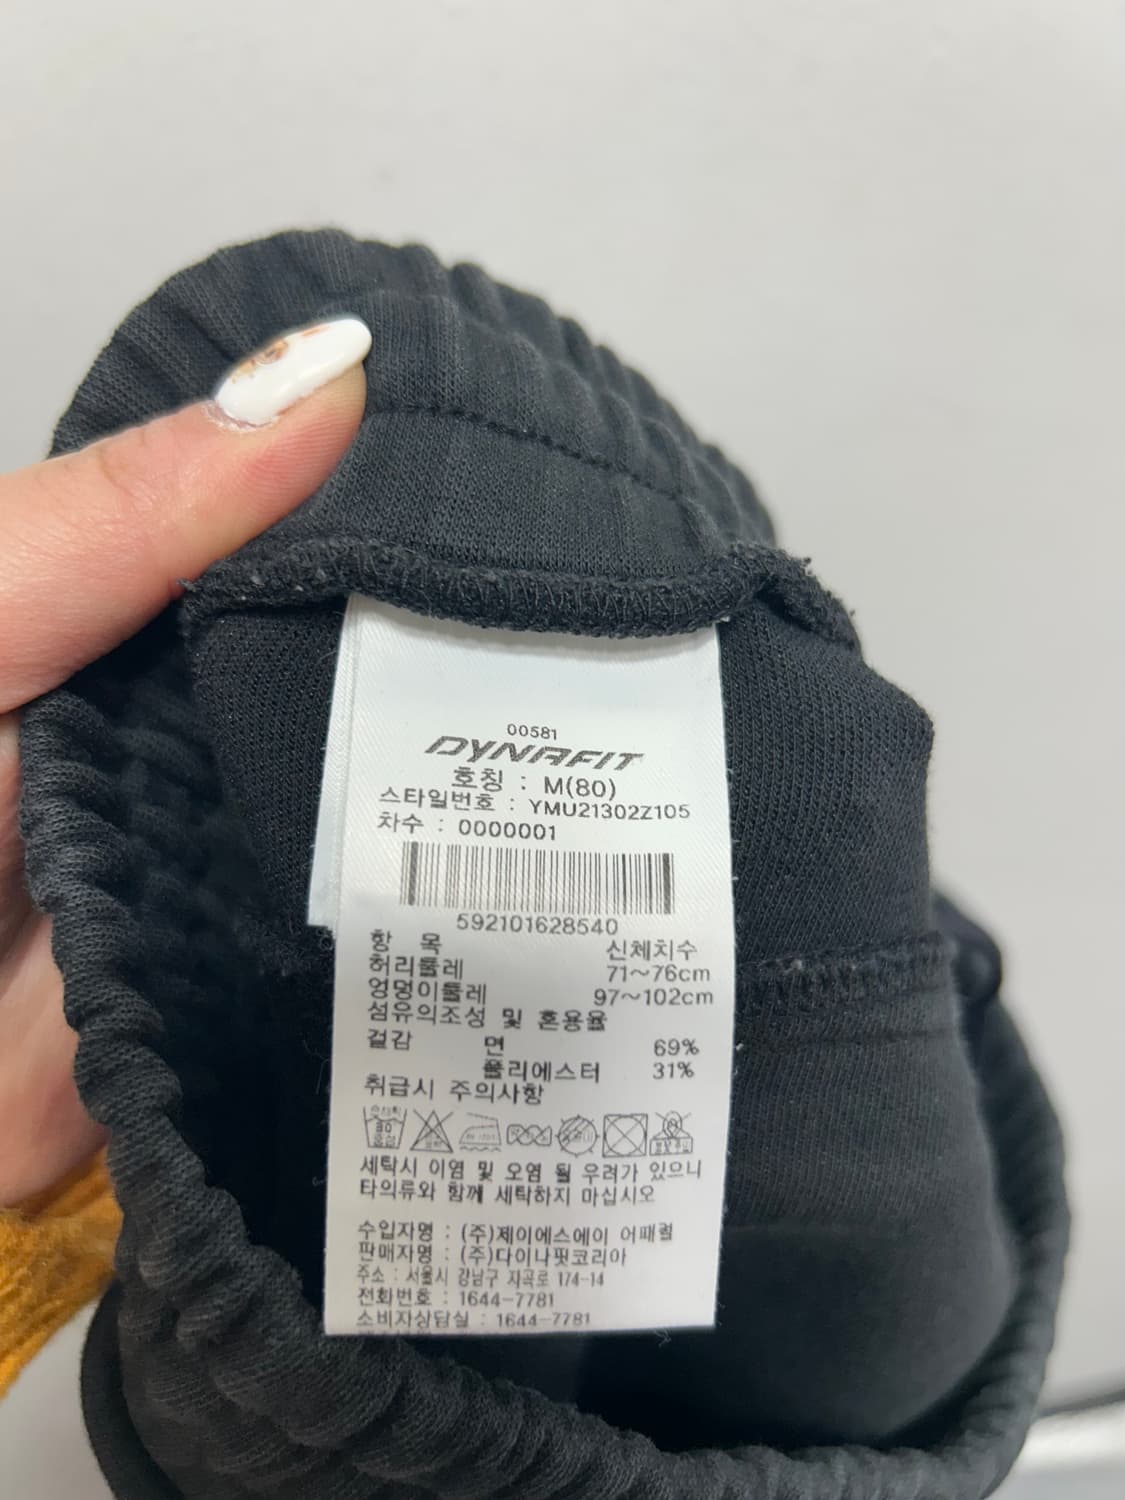 00581
DYNAFIT
호칭 : M(80)
스타일번호 : YMU21302Z105
차수 : 0000001
592101628540
항 목 신체치수
허리둘레 71~76cm
엉덩이둘레 97~102cm
섬유의조성 및 혼용율
겉감 면 69%
폴리에스터 31%
취급시 주의사항
세탁시 이염 및 오염 될 우려가 있으니
타의류와 함께 세탁하지 마십시오
수입자명 : (주)제이에스에이 어패럴
판매자명 : (주)다이나핏코리아
주소 : 서울시 강남구 자곡로 174-14
전화번호 : 1644-7781
소비자상담실 : 1644-7781